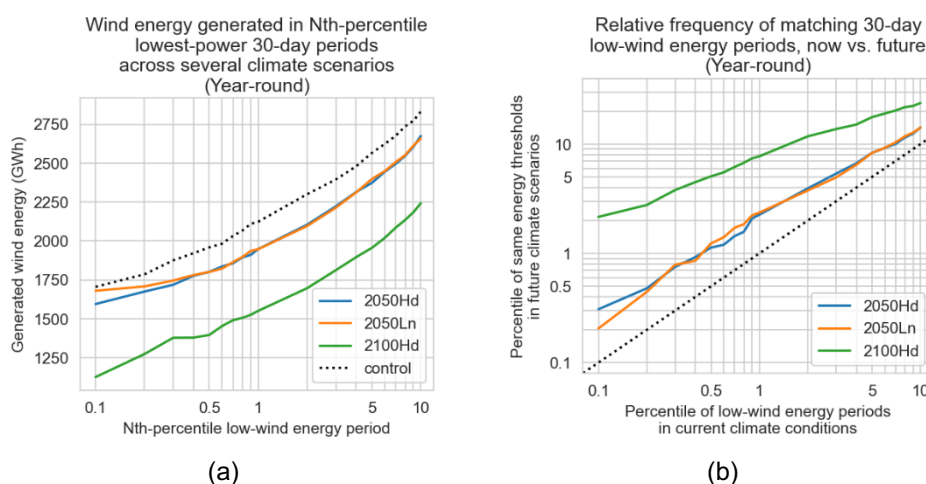 Wind energy generated in Nth-percentile
lowest-power 30-day periods
across several climate scenarios
(Year-round)
Generated wind energy (GWh)
2750
2500
2250
2000
1750
1500
1250
2050Hd
2050Ln
2100Hd
control
0.1
0.5
1
5
10
Nth-percentile low-wind energy period
(a)
Relative frequency of matching 30-day
low-wind energy periods, now vs. future
(Year-round)
Percentile of same energy thresholds
in future climate scenarios
10
5
1
0.5
0.1
2050Hd
2050Ln
2100Hd
0.1
0.5
1
5
10
Percentile of low-wind energy periods
in current climate conditions
(b)